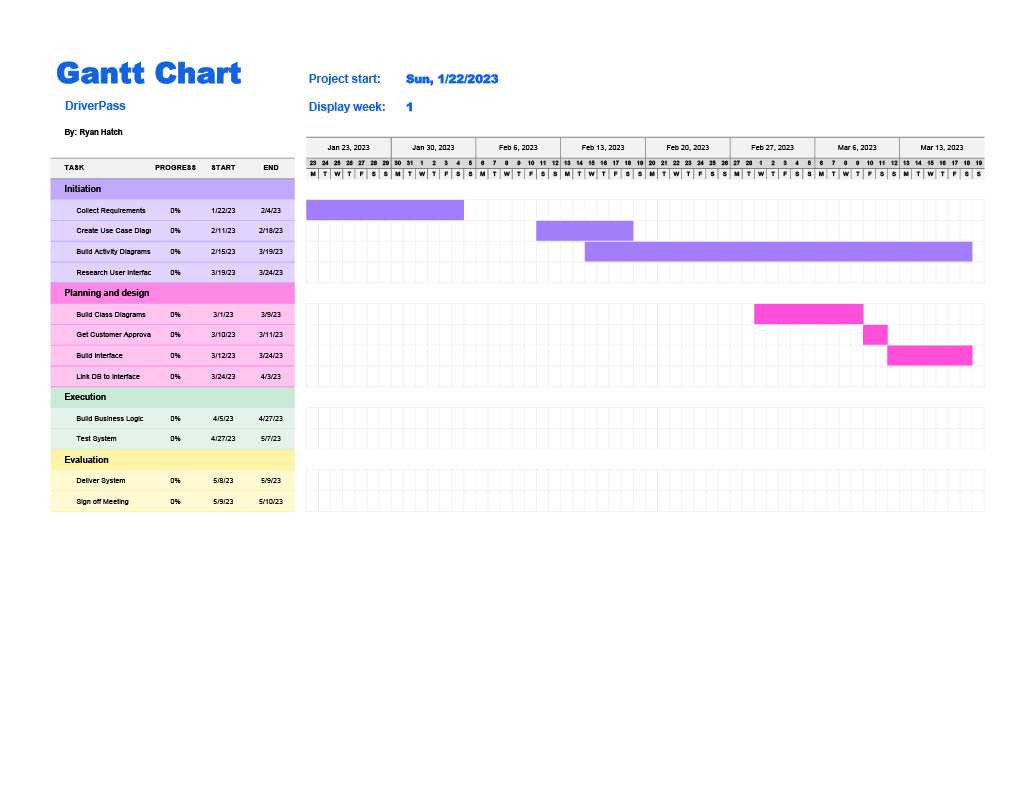 Gantt Chart
Project start: Sun, 1/22/2023
DriverPass
Display week: 1
By: Ryan Hatch
Jan 23, 2023 Jan 30, 2023 Feb 6, 2023 Feb 13, 2023 Feb 20, 2023 Feb 27, 2023 Mar 6, 2023 Mar 13, 2023
23 24 25 26 27 28 29 30 31 1 2 3 4 5 6 7 8 9 10 11 12 13 14 15 16 17 18 19 20 21 22 23 24 25 26 27 28 1 2 3 4 5 6 7 8 9 10 11 12 13 14 15 16 17 18 19
TASK PROGRESS START END
M T W T F S S M T W T F S S M T W T F S S M T W T F S S M T W T F S S M T W T F S S M T W T F S S M T W T F S S
Initiation
Collect Requirements 0% 1/22/23 2/4/23
Create Use Case Diagr 0% 2/11/23 2/18/23
Build Activity Diagrams 0% 2/15/23 3/19/23
Research User Interfac 0% 3/19/23 3/24/23
Planning and design
Build Class Diagrams 0% 3/1/23 3/9/23
Get Customer Approva 0% 3/10/23 3/11/23
Build Interface 0% 3/12/23 3/24/23
Link DB to Interface 0% 3/24/23 4/3/23
Execution
Build Business Logic 0% 4/5/23 4/27/23
Test System 0% 4/27/23 5/7/23
Evaluation
Deliver System 0% 5/8/23 5/9/23
Sign off Meeting 0% 5/9/23 5/10/23